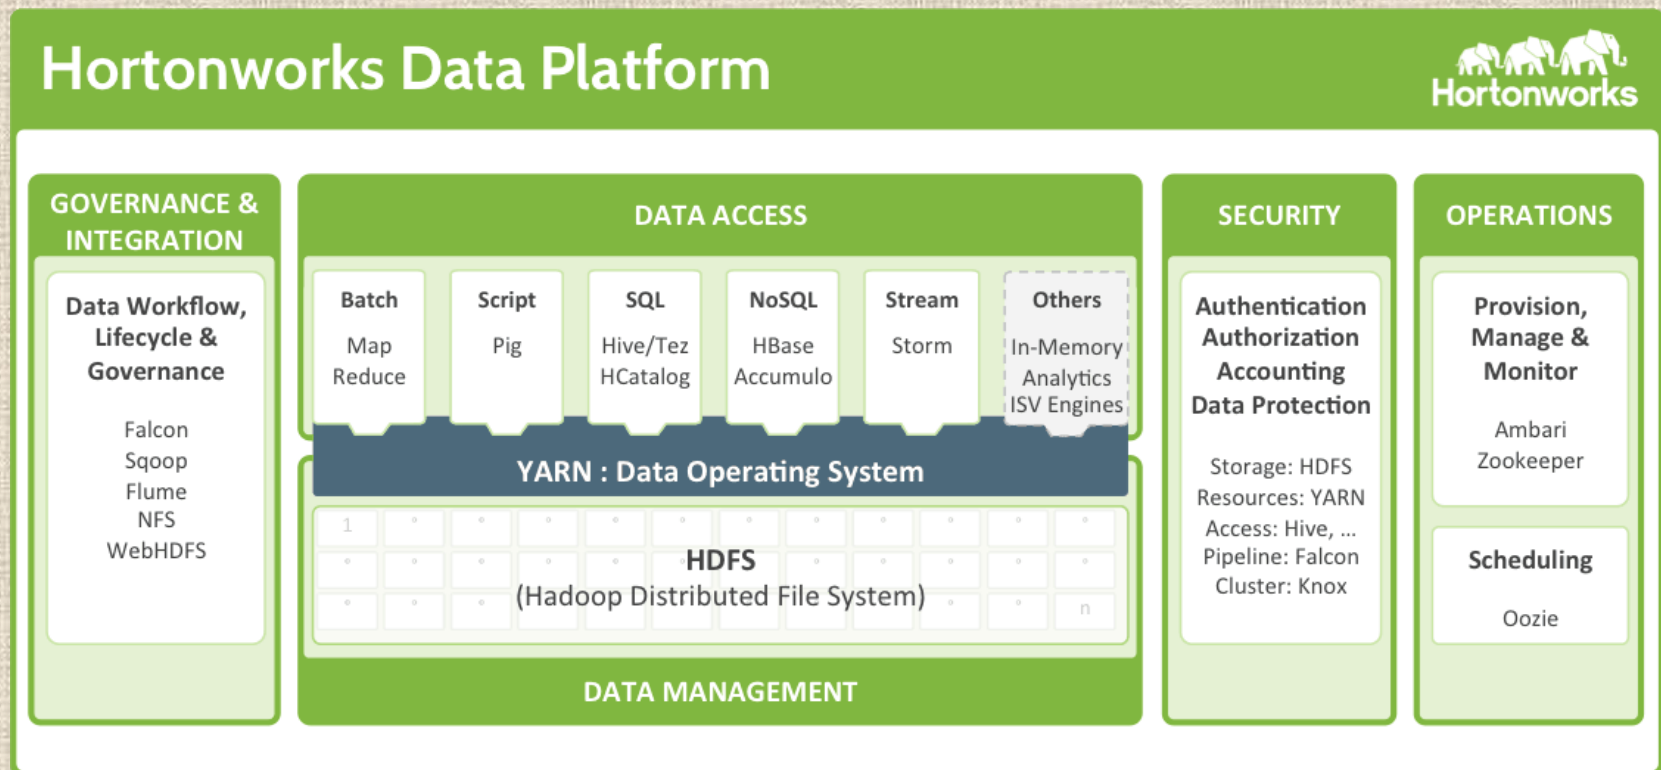 Hortonworks Data Platform
Hortonworks
GOVERNANCE &
INTEGRATION
Data Workflow,
Lifecycle &
Governance
Falcon
Sqoop
Flume
NFS
WebHDFS
DATA ACCESS
Batch
Map
Reduce
Script
Pig
SQL
Hive/Tez
HCatalog
NoSQL
HBase
Accumulo
Stream
Storm
Others
In-Memory
Analytics
ISV Engines
YARN : Data Operating System
1
HDFS
(Hadoop Distributed File System)
n
DATA MANAGEMENT
SECURITY
Authentication
Authorization
Accounting
Data Protection
Storage: HDFS
Resources: YARN
Access: Hive, ...
Pipeline: Falcon
Cluster: Knox
OPERATIONS
Provision,
Manage &
Monitor
Ambari
Zookeeper
Scheduling
Oozie